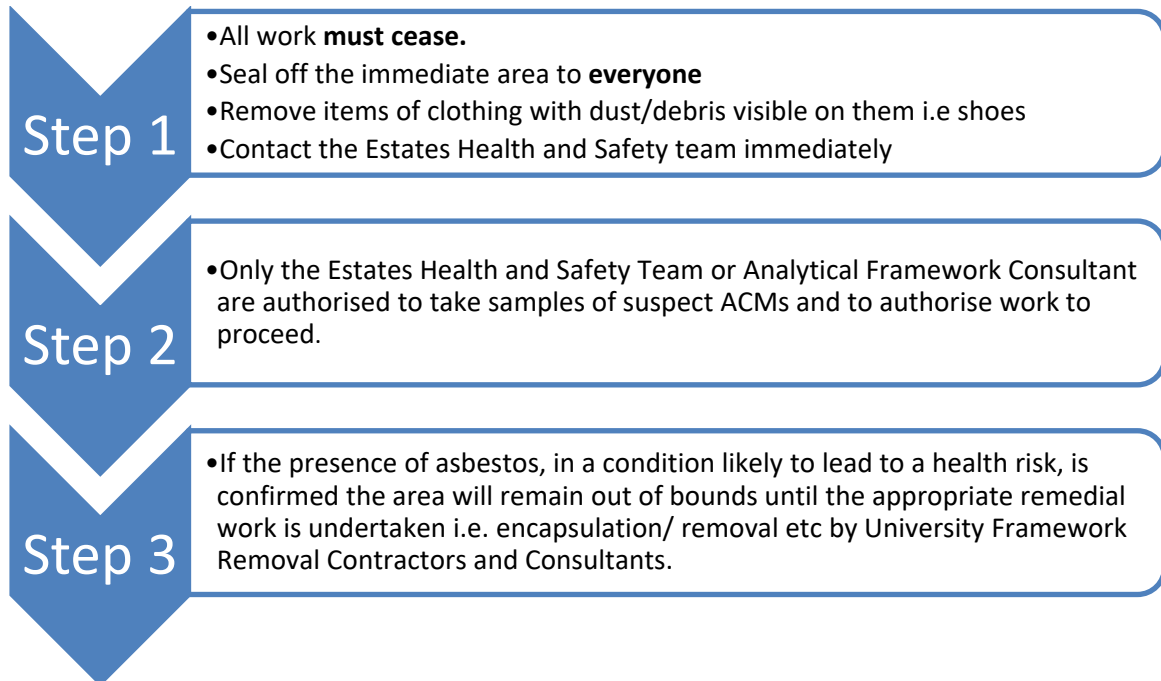 Step 1
•All work must cease.
•Seal off the immediate area to everyone
•Remove items of clothing with dust/debris visible on them i.e shoes
•Contact the Estates Health and Safety team immediately
Step 2
•Only the Estates Health and Safety Team or Analytical Framework Consultant
are authorised to take samples of suspect ACMs and to authorise work to
proceed.
Step 3
•If the presence of asbestos, in a condition likely to lead to a health risk, is
confirmed the area will remain out of bounds until the appropriate remedial
work is undertaken i.e. encapsulation/ removal etc by University Framework
Removal Contractors and Consultants.